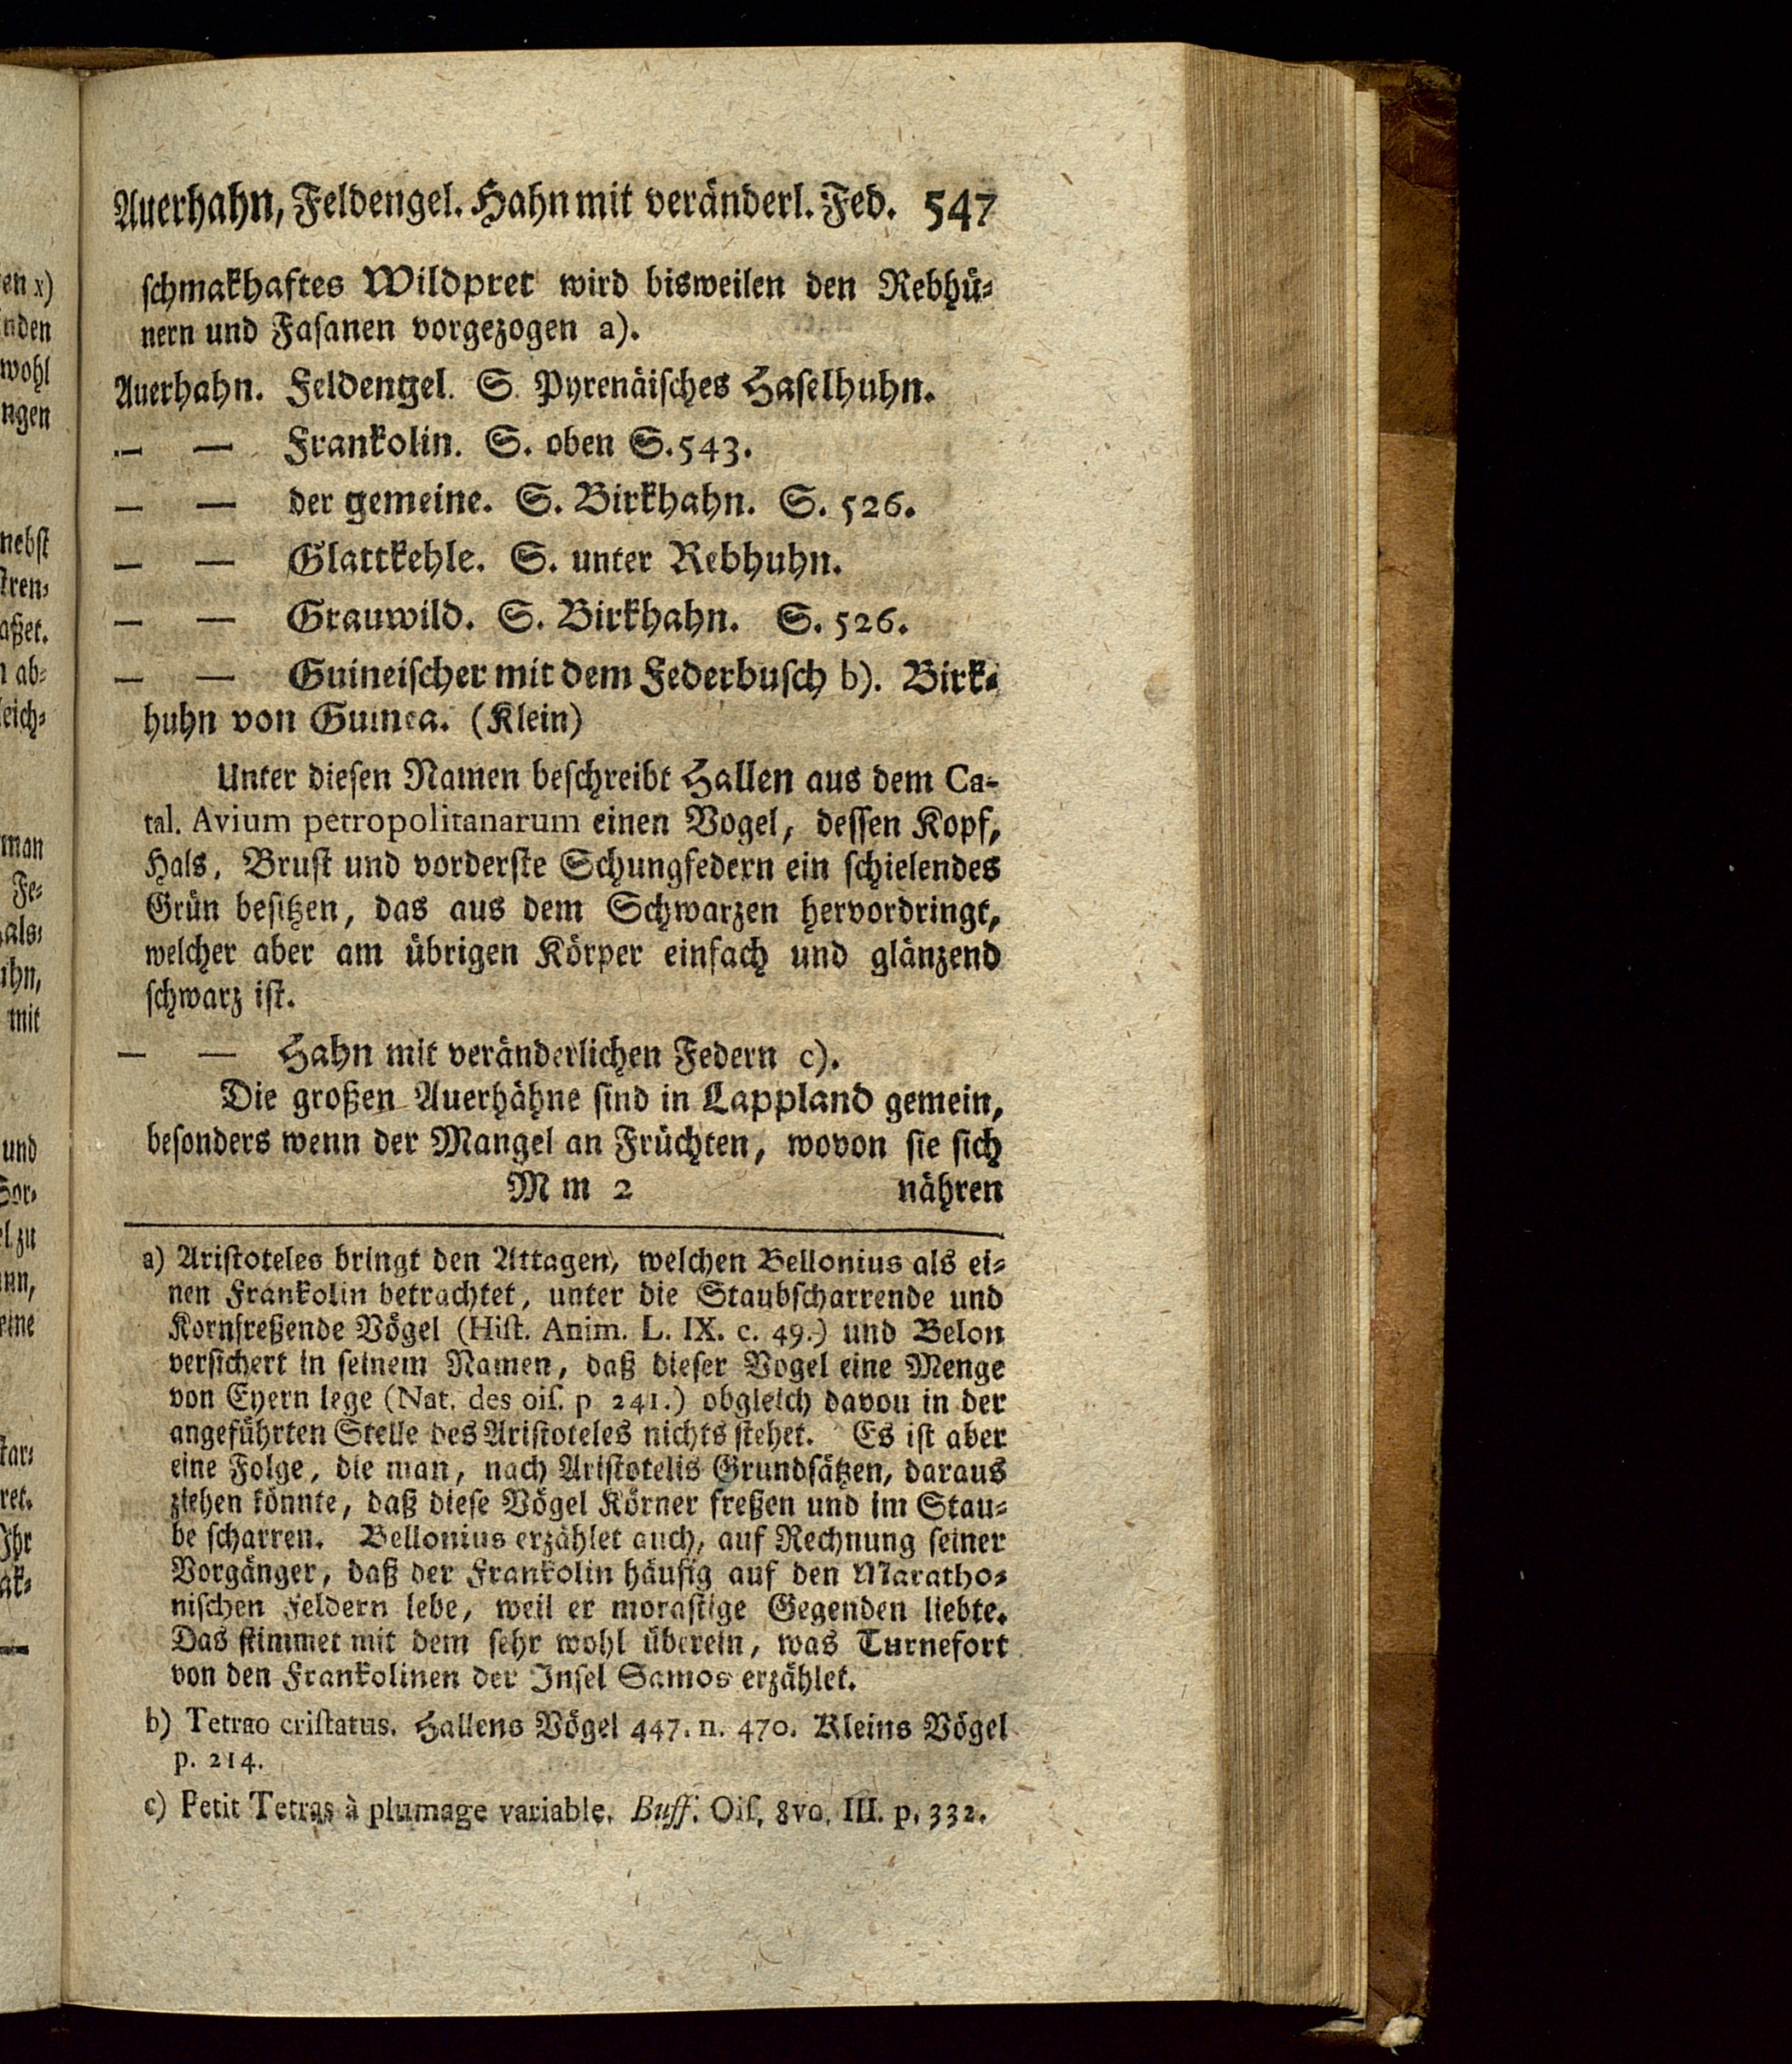 Auerhahn, Feldengel. Hahn mit veränderl. Fed. 547
schmakhaftes Wildpret wird bisweilen den Rebhü-
nern und Fasanen vorgezogen a).
Auerhahn. Feldengel. S. Pyrenäisches Haselhuhn.
— — Frankolin. S. oben S. 543.
— — der gemeine. S. Birkhahn. S. 526.
— — Glattkehle. S. unter Rebhuhn.
— — Grauwild. S. Birkhahn. S. 526.
— — Guineischer mit dem Federbusch b). Birk-
huhn von Guinea. (Klein)
Unter diesen Namen beschreibt Hallen aus dem Ca-
tal. Avium petropolitanarum einen Vogel, dessen Kopf,
Hals, Brust und vorderste Schungfedern ein schielendes
Grün besitzen, das aus dem Schwarzen hervordringt,
welcher aber am übrigen Körper einfach und glänzend
schwarz ist.
— — Hahn mit veränderlichen Federn c).
Die großen Auerhähne sind in Lappland gemein,
besonders wenn der Mangel an Früchten, wovon sie sich
M m 2 nähren
a) Aristoteles bringt den Attagen, welchen Bellonius als ei-
nen Frankolin betrachtet, unter die Staubscharrende und
Kornfreßende Vögel (Hist. Anim. L. IX. c. 49.) und Belon
versichert in seinem Namen, daß dieser Vogel eine Menge
von Eyern lege (Nat. des ois. p 241.) obgleich davon in der
angeführten Stelle des Aristoteles nichts stehet. Es ist aber
eine Folge, die man, nach Aristotelis Grundsätzen, daraus
ziehen könnte, daß diese Vögel Körner freßen und im Stau-
be scharren. Bellonius erzählet auch, auf Rechnung seiner
Vorgänger, daß der Frankolin häufig auf den Maratho-
nischen Feldern lebe, weil er morastige Gegenden liebte.
Das stimmet mit dem sehr wohl überein, was Turnefort
von den Frankolinen der Insel Samos erzählet.
b) Tetrao cristatus. Hallens Vögel 447. n. 470. Kleins Vögel
p. 214.
c) Petit Tetras à plumage variable. Buff. Ois. 8vo. III. p. 332.